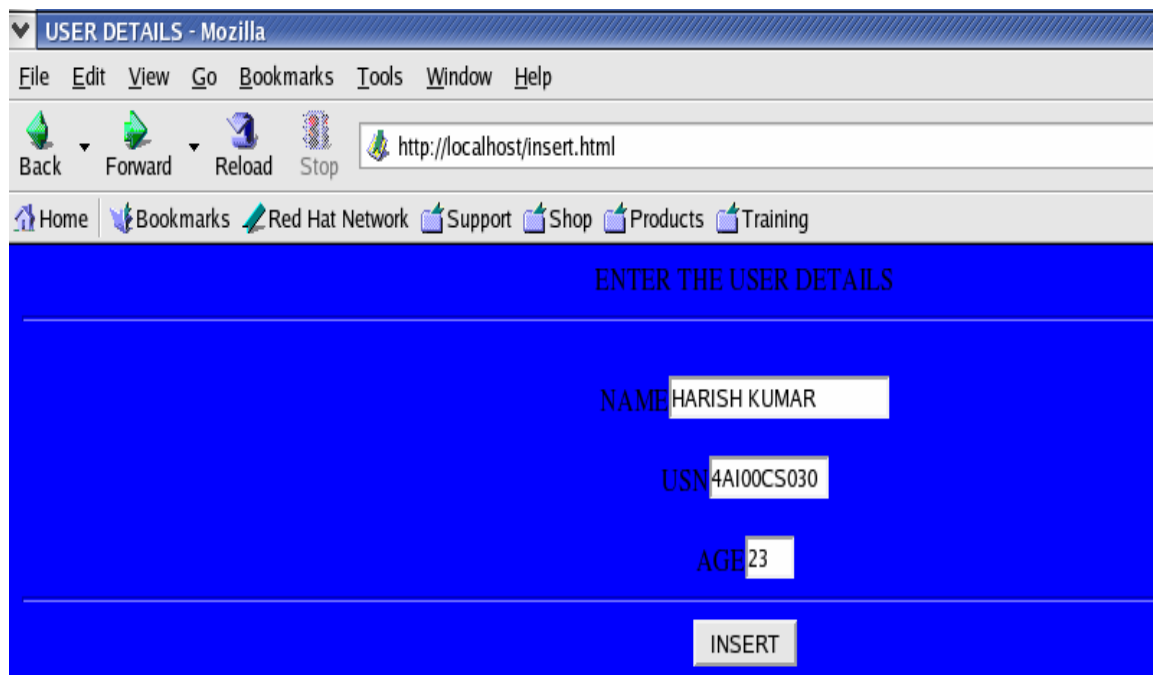 USER DETAILS - Mozilla
File Edit View Go Bookmarks Tools Window Help
Back Forward Reload Stop http://localhost/insert.html
Home Bookmarks Red Hat Network Support Shop Products Training
ENTER THE USER DETAILS
NAME HARISH KUMAR
USN 4AI00CS030
AGE 23
INSERT